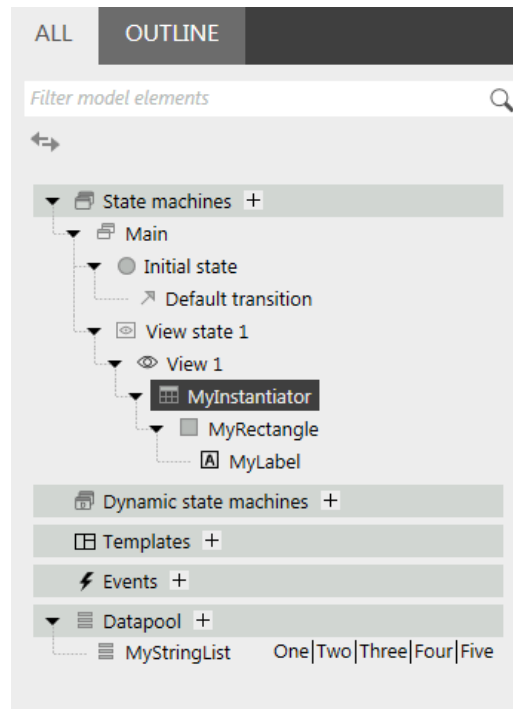 ALL OUTLINE
Filter model elements
State machines +
Main
Initial state
Default transition
View state 1
View 1
MyInstantiator
MyRectangle
A MyLabel
Dynamic state machines +
Templates +
Events +
Datapool +
MyStringList One|Two|Three|Four|Five